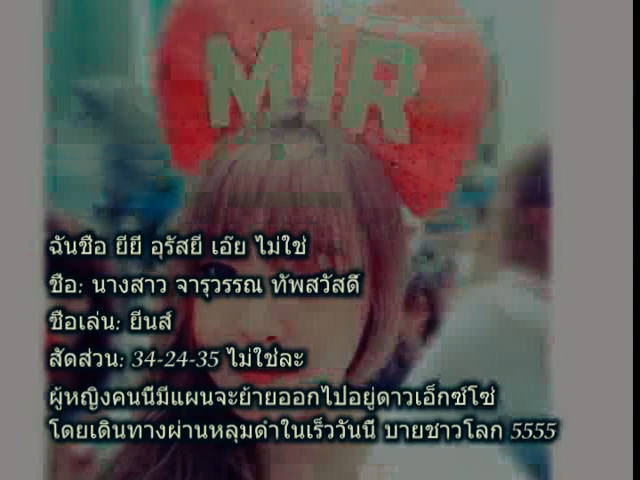 MIR
ฉันชื่อ ยียี อุรัสยี เอ๊ย ไม่ใช่
ชื่อ: นางสาว จารุวรรณ ทัพสวัสดิ์
ชื่อเล่น: ยีนส์
สัดส่วน: 34-24-35 ไม่ใช่ละ
ผู้หญิงคนนี้มีแผนจะย้ายออกไปอยู่ดาวเอ็กซ์โซ่
โดยเดินทางผ่านหลุมดำในเร็ววันนี้ บายชาวโลก 5555